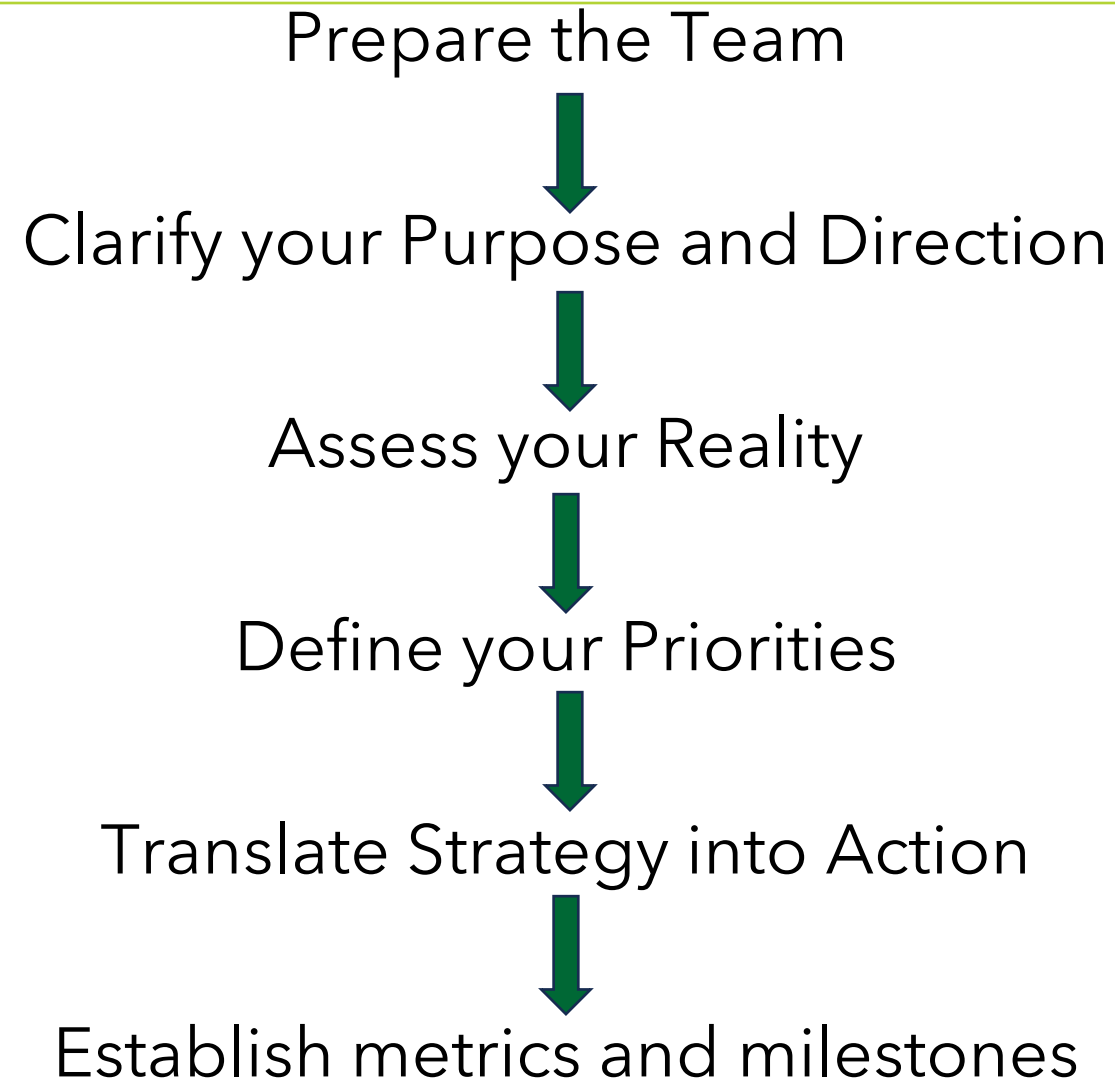 Prepare the Team
Clarify your Purpose and Direction
Assess your Reality
Define your Priorities
Translate Strategy into Action
Establish metrics and milestones